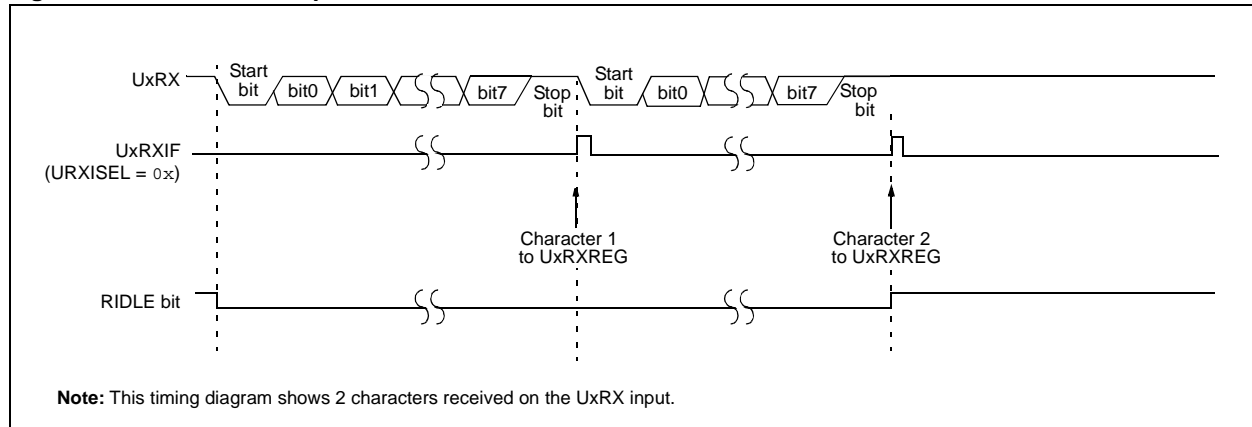 UxRX
Start
bit
bit0
bit1
bit7
Stop
bit
Start
bit
bit0
bit7
Stop
bit
UxRXIF
(URXISEL = 0x)
Character 1
to UxRXREG
Character 2
to UxRXREG
RIDLE bit
Note: This timing diagram shows 2 characters received on the UxRX input.